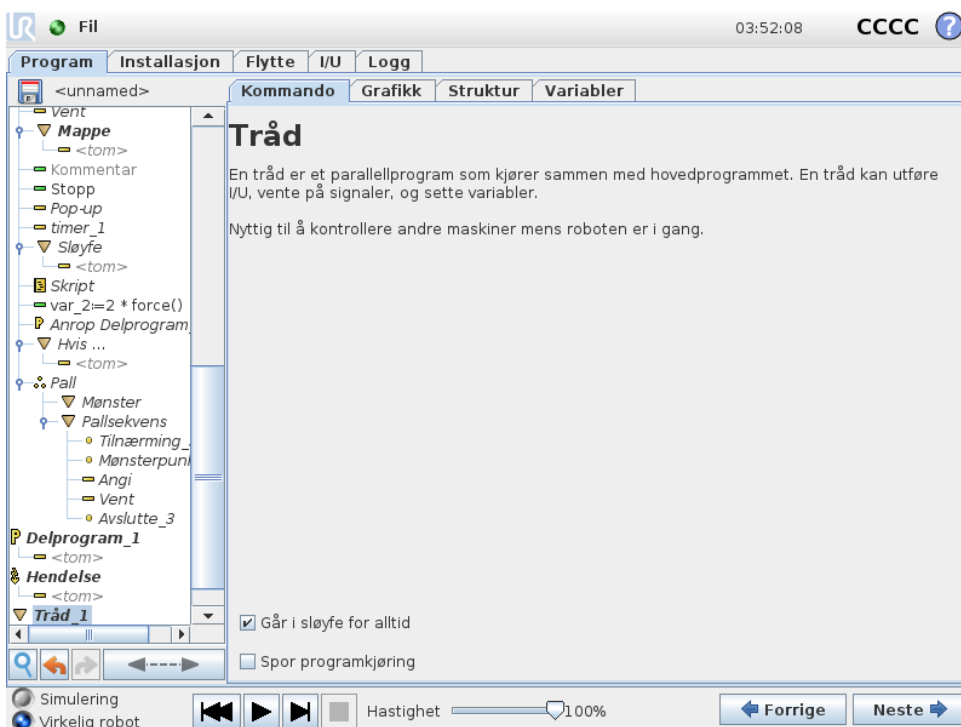 UR Fil 03:52:08 CCCC ?
Program Installasjon Flytte I/U Logg
<unnamed>
Kommando Grafikk Struktur Variabler
Vent
Mappe
<tom>
Kommentar
Stopp
Pop-up
timer_1
Sløyfe
<tom>
Skript
var_2:=2 * force()
Anrop Delprogram
Hvis ...
<tom>
Pall
Mønster
Pallsekvens
Tilnærming_
Mønsterpun
Angi
Vent
Avslutte_3
P Delprogram_1
<tom>
Hendelse
<tom>
Tråd_1
Tråd
En tråd er et parallellprogram som kjører sammen med hovedprogrammet. En tråd kan utføre
I/U, vente på signaler, og sette variabler.
Nyttig til å kontrollere andre maskiner mens roboten er i gang.
Går i sløyfe for alltid
Spor programkjøring
Simulering
Virkelig robot
Hastighet 100%
Forrige Neste